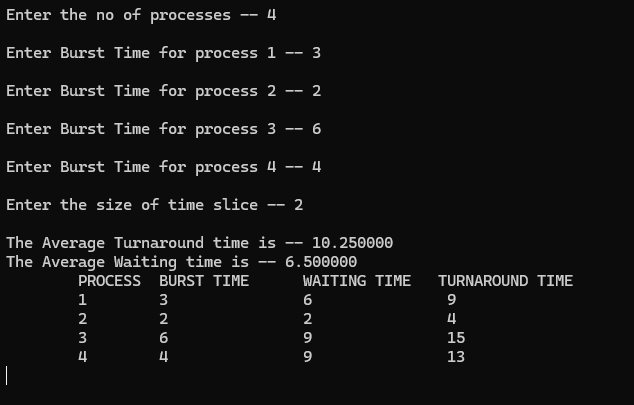 Enter the no of processes -- 4
Enter Burst Time for process 1 -- 3
Enter Burst Time for process 2 -- 2
Enter Burst Time for process 3 -- 6
Enter Burst Time for process 4 -- 4
Enter the size of time slice -- 2
The Average Turnaround time is -- 10.250000
The Average Waiting time is -- 6.500000
PROCESS BURST TIME WAITING TIME TURNAROUND TIME
1 3 6 9
2 2 2 4
3 6 9 15
4 4 9 13